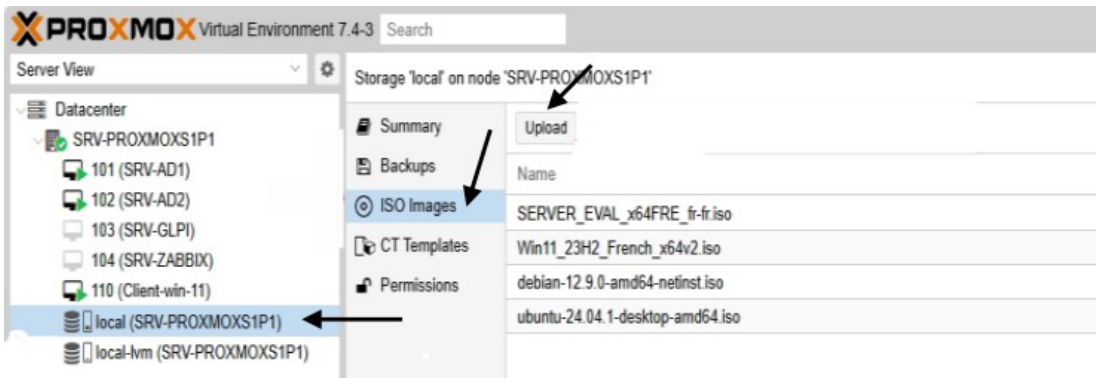 PROXMOX Virtual Environment 7.4-3 Search
Server View
Datacenter
SRV-PROXMOXS1P1
101 (SRV-AD1)
102 (SRV-AD2)
103 (SRV-GLPI)
104 (SRV-ZABBIX)
110 (Client-win-11)
local (SRV-PROXMOXS1P1)
local-lvm (SRV-PROXMOXS1P1)
Storage 'local' on node 'SRV-PROXMOXS1P1'
Summary
Backups
ISO Images
CT Templates
Permissions
Upload
Name
SERVER_EVAL_x64FRE_fr-fr.iso
Win11_23H2_French_x64v2.iso
debian-12.9.0-amd64-netinst.iso
ubuntu-24.04.1-desktop-amd64.iso